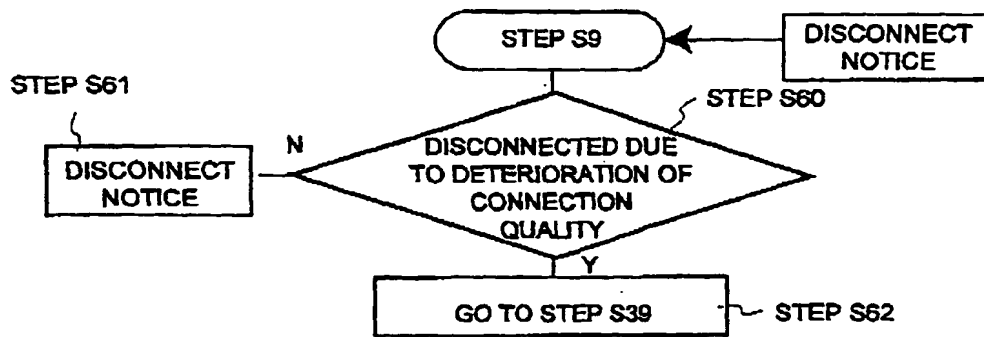 STEP S9
DISCONNECT
NOTICE
STEP S61
STEP S60
N
DISCONNECT
NOTICE
DISCONNECTED DUE
TO DETERIORATION OF
CONNECTION
QUALITY
Y
GO TO STEP S39
STEP S62